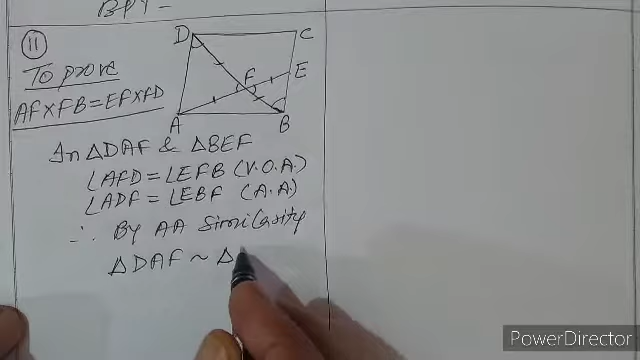 BPT -
11
To prove
AF×FB=EF×FD
D
C
E
F
A
B
In ΔDAF & ΔBEF
∠AFD = ∠EFB (V.O.A.)
∠ADF = ∠EBF (A.A.)
∴ By AA Similarity
ΔDAF ~ Δ
PowerDirector